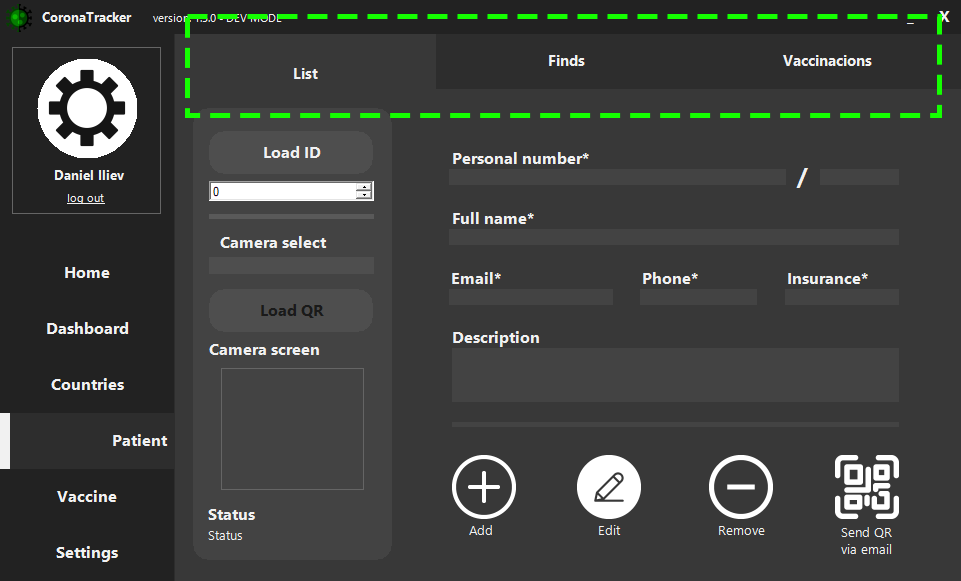 CoronaTracker
version: 1.3.0 - DEV MODE
_ X
List
Finds
Vaccinacions
Daniel Iliev
log out
Home
Dashboard
Countries
Patient
Vaccine
Settings
Load ID
0
Camera select
Load QR
Camera screen
Status
Status
Personal number*
/
Full name*
Email*
Phone*
Insurance*
Description
Add
Edit
Remove
Send QR
via email